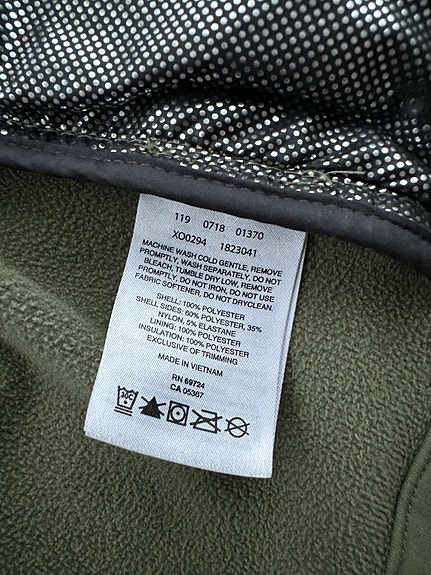 119 0718 01370
XO0294 1823041
MACHINE WASH COLD GENTLE, REMOVE
PROMPTLY, WASH SEPARATELY, DO NOT
BLEACH, TUMBLE DRY LOW, REMOVE
PROMPTLY, DO NOT IRON, DO NOT USE
FABRIC SOFTENER, DO NOT DRYCLEAN.
SHELL: 100% POLYESTER
SHELL SIDES: 60% POLYESTER, 35%
NYLON, 5% ELASTANE
LINING: 100% POLYESTER
INSULATION: 100% POLYESTER
EXCLUSIVE OF TRIMMING
MADE IN VIETNAM
RN 69724
CA 05367
30C